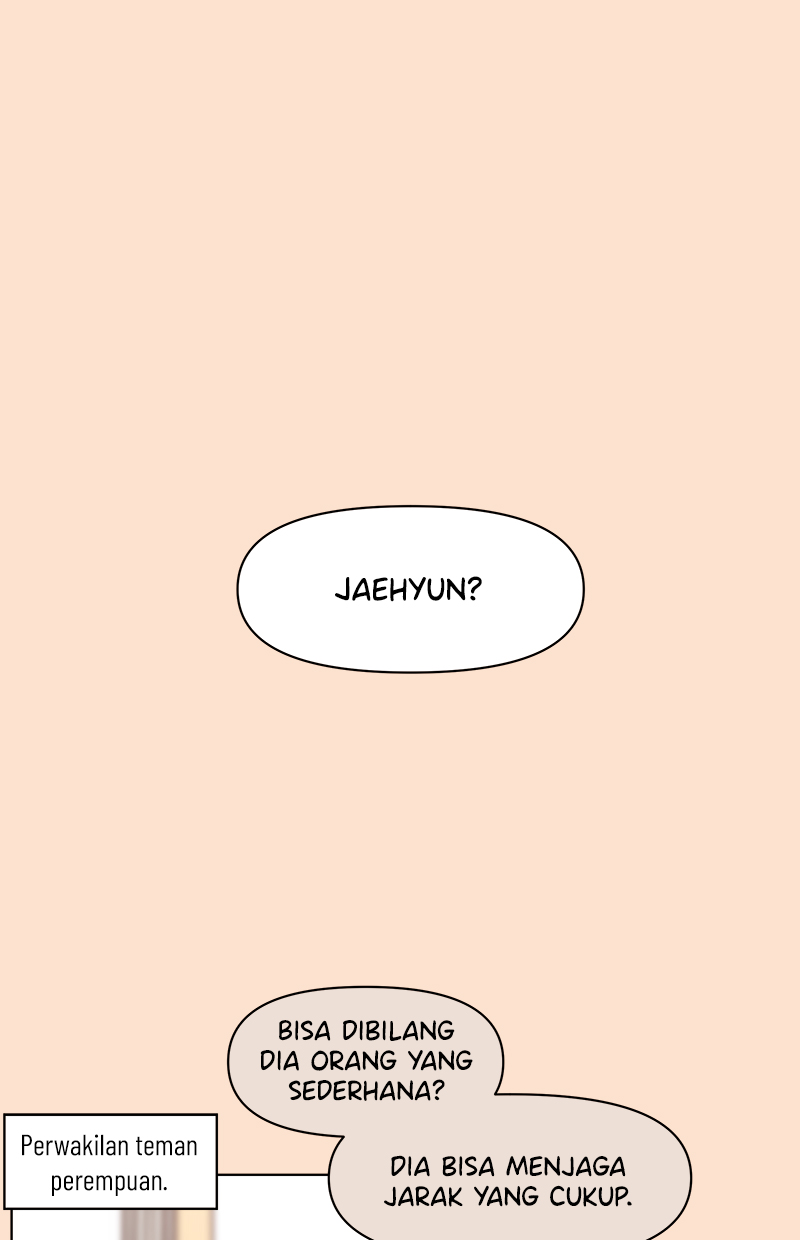 JAEHYUN?
BISA DIBILANG
DIA ORANG YANG
SEDERHANA?
Perwakilan teman
perempuan.
DIA BISA MENJAGA
JARAK YANG CUKUP.